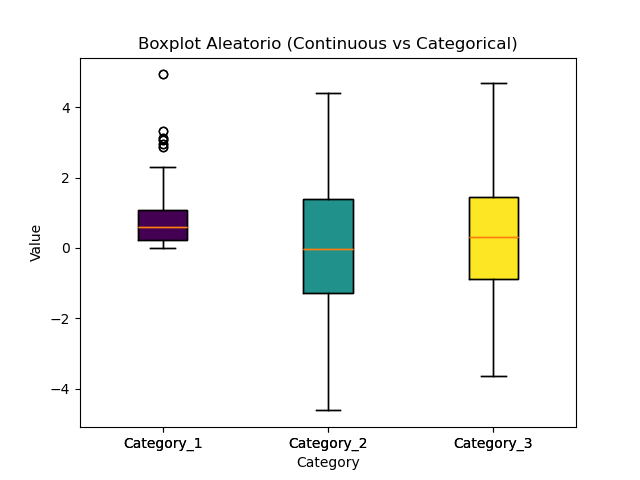 Boxplot Aleatorio (Continuous vs Categorical)
4
2
0
−2
−4
Value
Category_1 Category_2 Category_3
Category